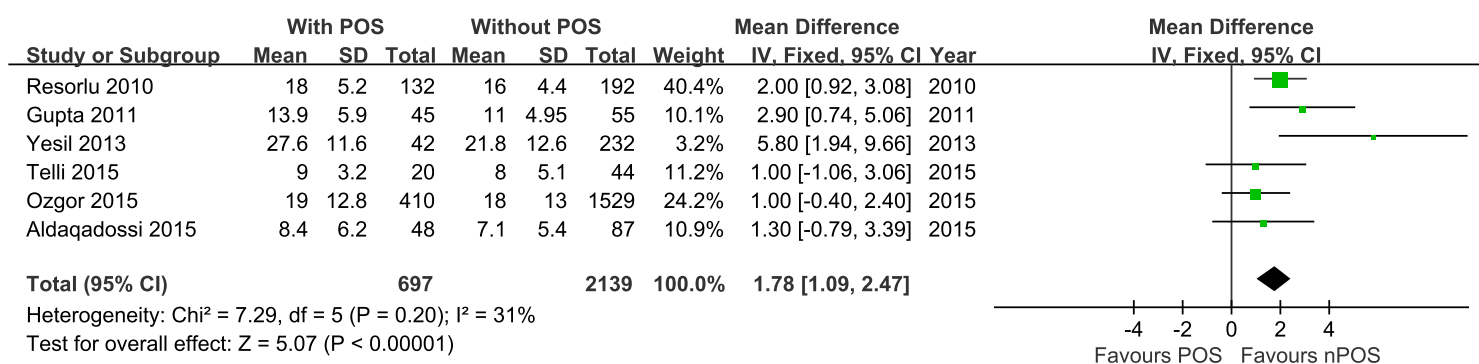 With POS Without POS Mean Difference Mean Difference
Study or Subgroup Mean SD Total Mean SD Total Weight IV, Fixed, 95% CI Year IV, Fixed, 95% CI
Resorlu 2010 18 5.2 132 16 4.4 192 40.4% 2.00 [0.92, 3.08] 2010
Gupta 2011 13.9 5.9 45 11 4.95 55 10.1% 2.90 [0.74, 5.06] 2011
Yesil 2013 27.6 11.6 42 21.8 12.6 232 3.2% 5.80 [1.94, 9.66] 2013
Telli 2015 9 3.2 20 8 5.1 44 11.2% 1.00 [-1.06, 3.06] 2015
Ozgor 2015 19 12.8 410 18 13 1529 24.2% 1.00 [-0.40, 2.40] 2015
Aldaqadossi 2015 8.4 6.2 48 7.1 5.4 87 10.9% 1.30 [-0.79, 3.39] 2015
Total (95% CI) 697 2139 100.0% 1.78 [1.09, 2.47]
Heterogeneity: Chi² = 7.29, df = 5 (P = 0.20); I² = 31%
Test for overall effect: Z = 5.07 (P < 0.00001)
-4 -2 0 2 4
Favours POS Favours nPOS